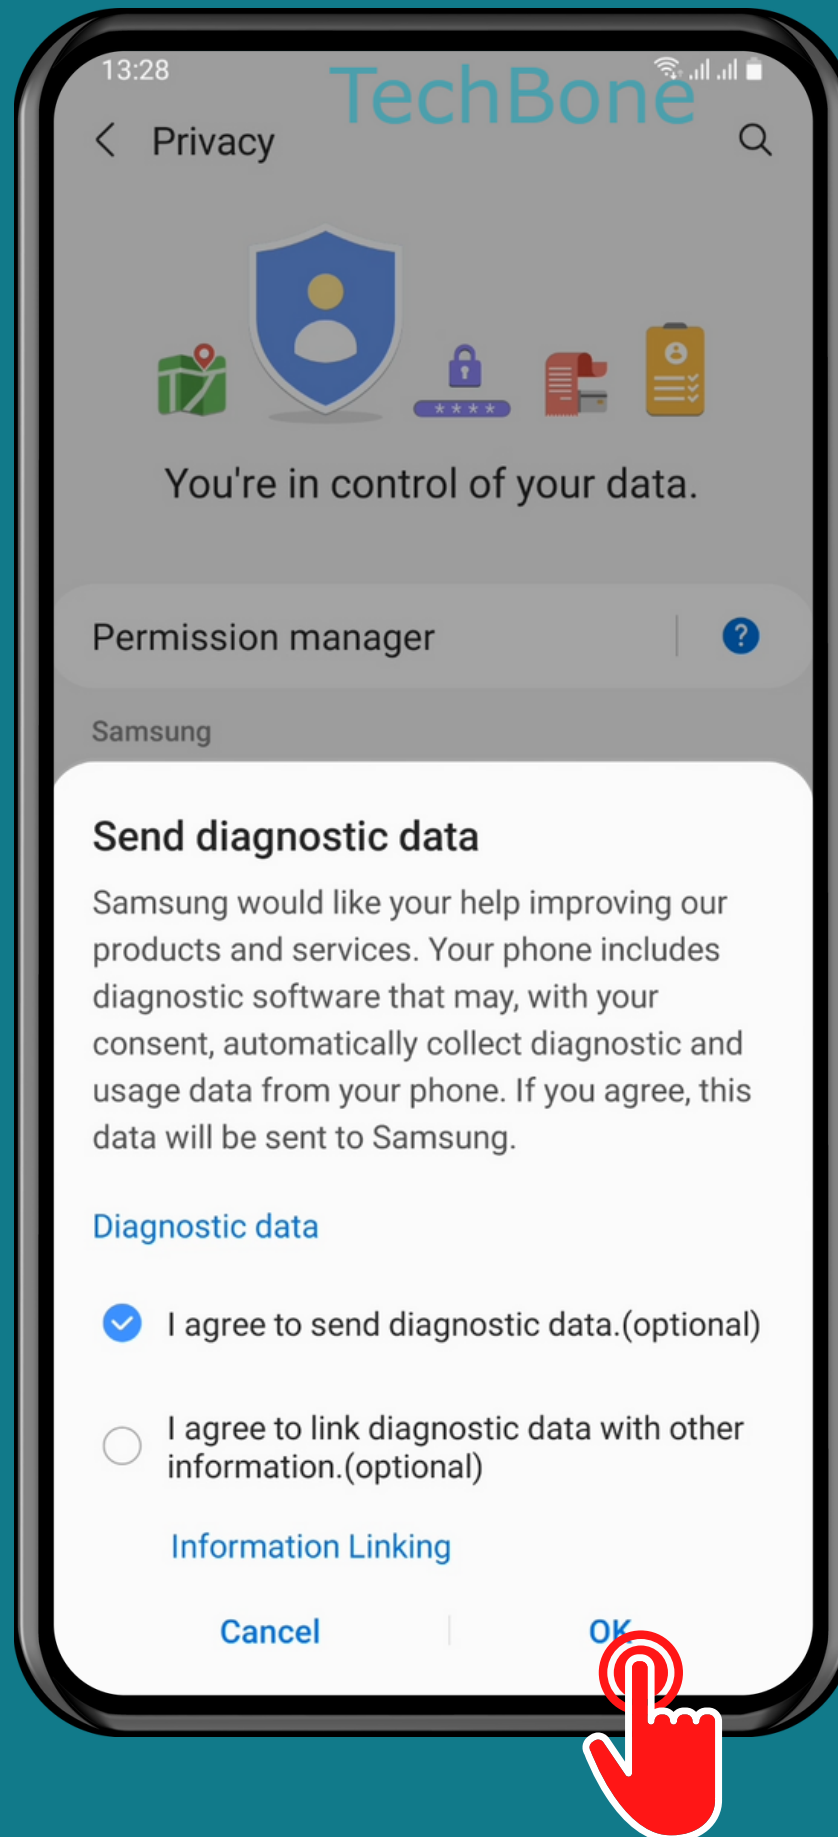 13:28
TechBone
Privacy
****
You're in control of your data.
Permission manager
?
Samsung
Send diagnostic data
Samsung would like your help improving our
products and services. Your phone includes
diagnostic software that may, with your
consent, automatically collect diagnostic and
usage data from your phone. If you agree, this
data will be sent to Samsung.
Diagnostic data
I agree to send diagnostic data.(optional)
I agree to link diagnostic data with other
information.(optional)
Information Linking
Cancel
OK